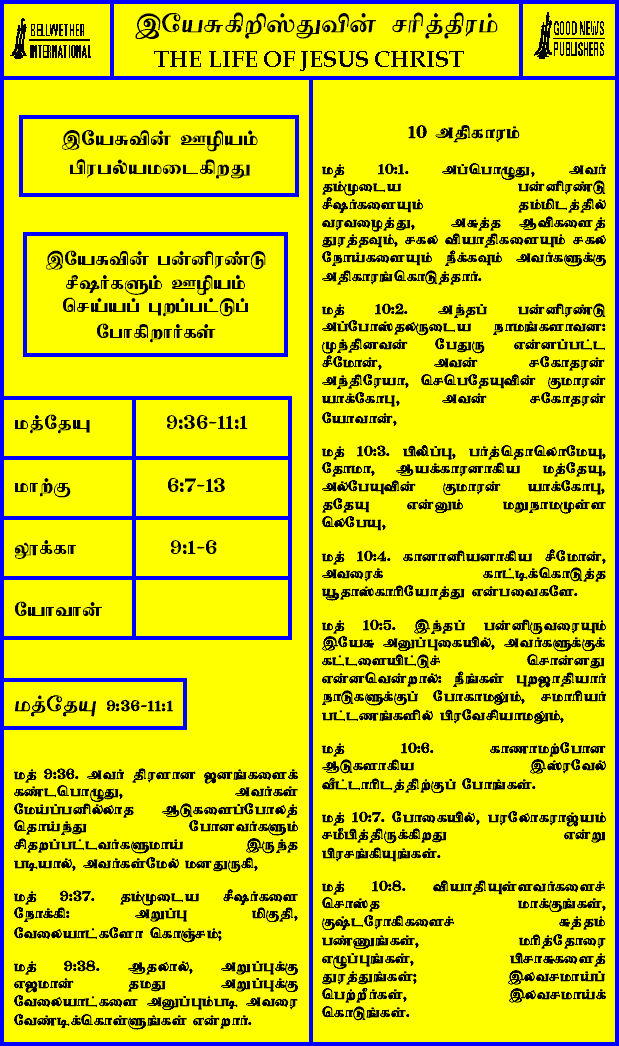 BELLWETHER
INTERNATIONAL
இயேசுகிறிஸ்துவின் சரித்திரம்
THE LIFE OF JESUS CHRIST
GOOD NEWS
PUBLISHERS
இயேசுவின் ஊழியம்
பிரபல்யமடைகிறது
இயேசுவின் பன்னிரண்டு
சீஷர்களும் ஊழியம்
செய்யப் புறப்பட்டுப்
போகிறார்கள்
மத்தேயு 9:36-11:1
மாற்கு 6:7-13
லூக்கா 9:1-6
யோவான்
மத்தேயு 9:36-11:1
மத் 9:36. அவர் திரளான ஜனங்களைக்
கண்டபொழுது, அவர்கள்
மேய்ப்பனில்லாத ஆடுகளைப்போலத்
தொய்ந்து போனவர்களும்
சிதறப்பட்டவர்களுமாய் இருந்த
படியால், அவர்கள்மேல் மனதுருகி,
மத் 9:37. தம்முடைய சீஷர்களை
நோக்கி: அறுப்பு மிகுதி,
வேலையாட்களோ கொஞ்சம்;
மத் 9:38. ஆதலால், அறுப்புக்கு
எஜமான் தமது அறுப்புக்கு
வேலையாட்களை அனுப்பும்படி அவரை
வேண்டிக்கொள்ளுங்கள் என்றார்.
10 அதிகாரம்
மத் 10:1. அப்பொழுது, அவர்
தம்முடைய பன்னிரண்டு
சீஷர்களையும் தம்மிடத்தில்
வரவழைத்து, அசுத்த ஆவிகளைத்
துரத்தவும், சகல வியாதிகளையும் சகல
நோய்களையும் நீக்கவும் அவர்களுக்கு
அதிகாரங்கொடுத்தார்.
மத் 10:2. அந்தப் பன்னிரண்டு
அப்போஸ்தலருடைய நாமங்களாவன:
முந்தினவன் பேதுரு என்னப்பட்ட
சீமோன், அவன் சகோதரன்
அந்திரேயா, செபெதேயுவின் குமாரன்
யாக்கோபு, அவன் சகோதரன்
யோவான்,
மத் 10:3. பிலிப்பு, பர்த்தொலொமேயு,
தோமா, ஆயக்காரனாகிய மத்தேயு,
அல்பேயுவின் குமாரன் யாக்கோபு,
ததேயு என்னும் மறுநாமமுள்ள
லெபேயு,
மத் 10:4. கானானியனாகிய சீமோன்,
அவரைக் காட்டிக்கொடுத்த
யூதாஸ்காரியோத்து என்பவைகளே.
மத் 10:5. இந்தப் பன்னிருவரையும்
இயேசு அனுப்புகையில், அவர்களுக்குக்
கட்டளையிட்டுச் சொன்னது
என்னவென்றால்: நீங்கள் புறஜாதியார்
நாடுகளுக்குப் போகாமலும், சமாரியர்
பட்டணங்களில் பிரவேசியாமலும்,
மத் 10:6. காணாமற்போன
ஆடுகளாகிய இஸ்ரவேல்
வீட்டாரிடத்திற்குப் போங்கள்.
மத் 10:7. போகையில், பரலோகராஜ்யம்
சமீபித்திருக்கிறது என்று
பிரசங்கியுங்கள்.
மத் 10:8. வியாதியுள்ளவர்களைச்
சொஸ்த மாக்குங்கள்,
குஷ்டரோகிகளைச் சுத்தம்
பண்ணுங்கள், மரித்தோரை
எழுப்புங்கள், பிசாசுகளைத்
துரத்துங்கள்; இலவசமாய்ப்
பெற்றீர்கள், இலவசமாய்க்
கொடுங்கள்.